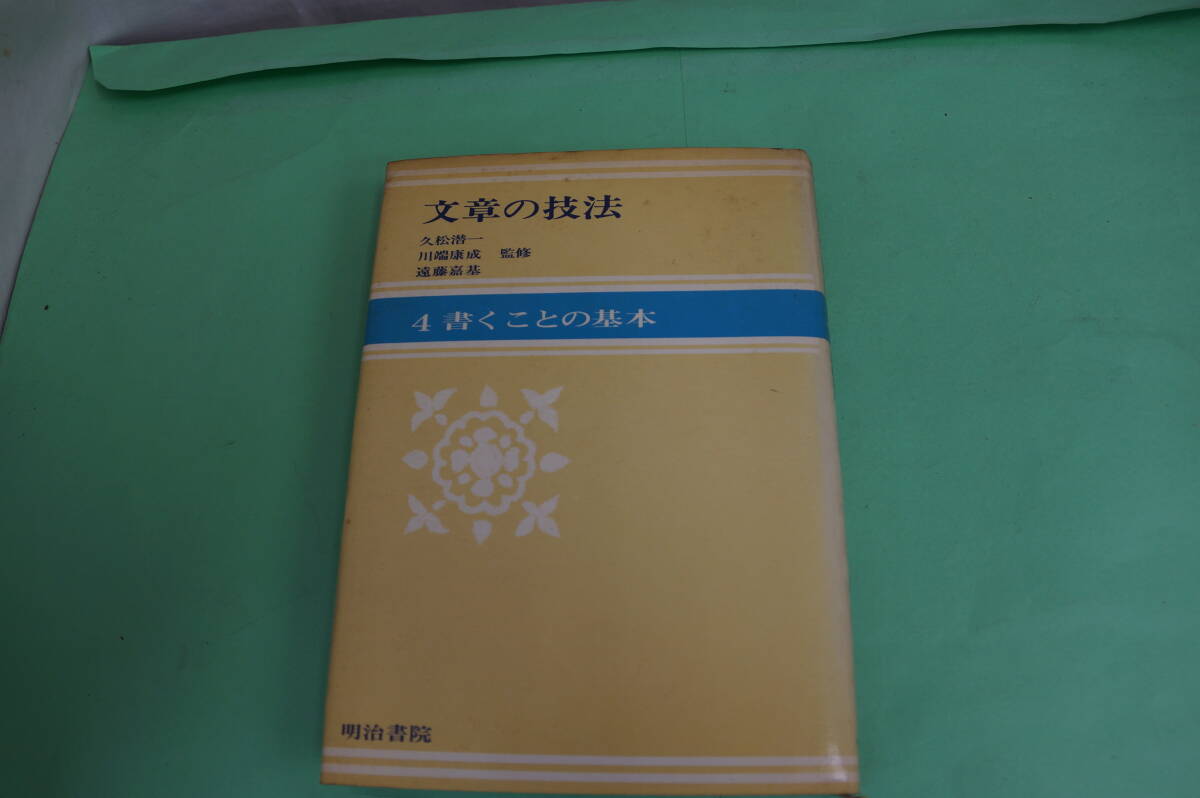 文章の技法
久松潜一
川端康成 監修
遠藤嘉基
4 書くことの基本
明治書院